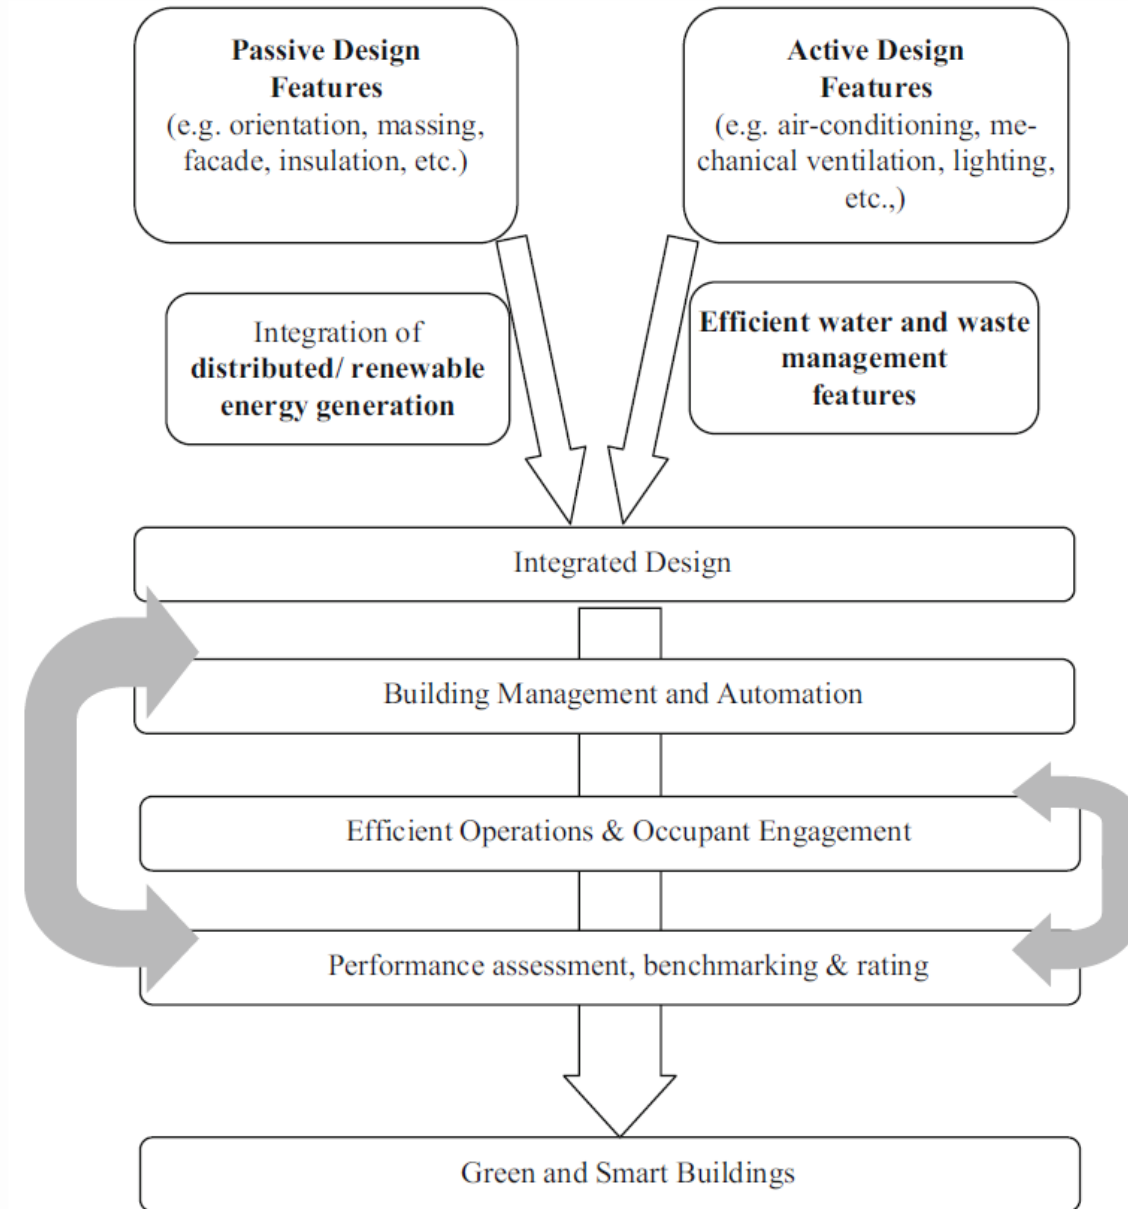 Passive Design
Features
(e.g. orientation, massing,
facade, insulation, etc.)
Active Design
Features
(e.g. air-conditioning, me-
chanical ventilation, lighting,
etc.,)
Integration of
distributed/ renewable
energy generation
Efficient water and waste
management
features
Integrated Design
Building Management and Automation
Efficient Operations & Occupant Engagement
Performance assessment, benchmarking & rating
Green and Smart Buildings